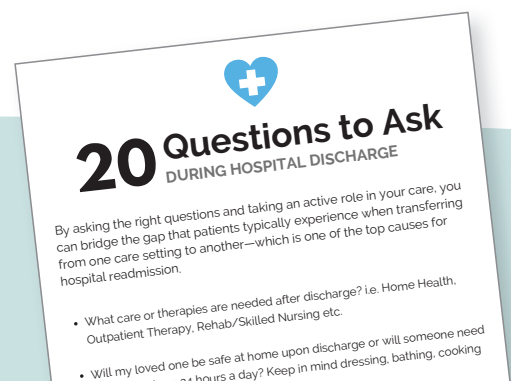 20 Questions to Ask
DURING HOSPITAL DISCHARGE
By asking the right questions and taking an active role in your care, you
can bridge the gap that patients typically experience when transferring
from one care setting to another—which is one of the top causes for
hospital readmission.
• What care or therapies are needed after discharge? i.e. Home Health,
Outpatient Therapy, Rehab/Skilled Nursing etc.
• Will my loved one be safe at home upon discharge or will someone need
24 hours a day? Keep in mind dressing, bathing, cooking